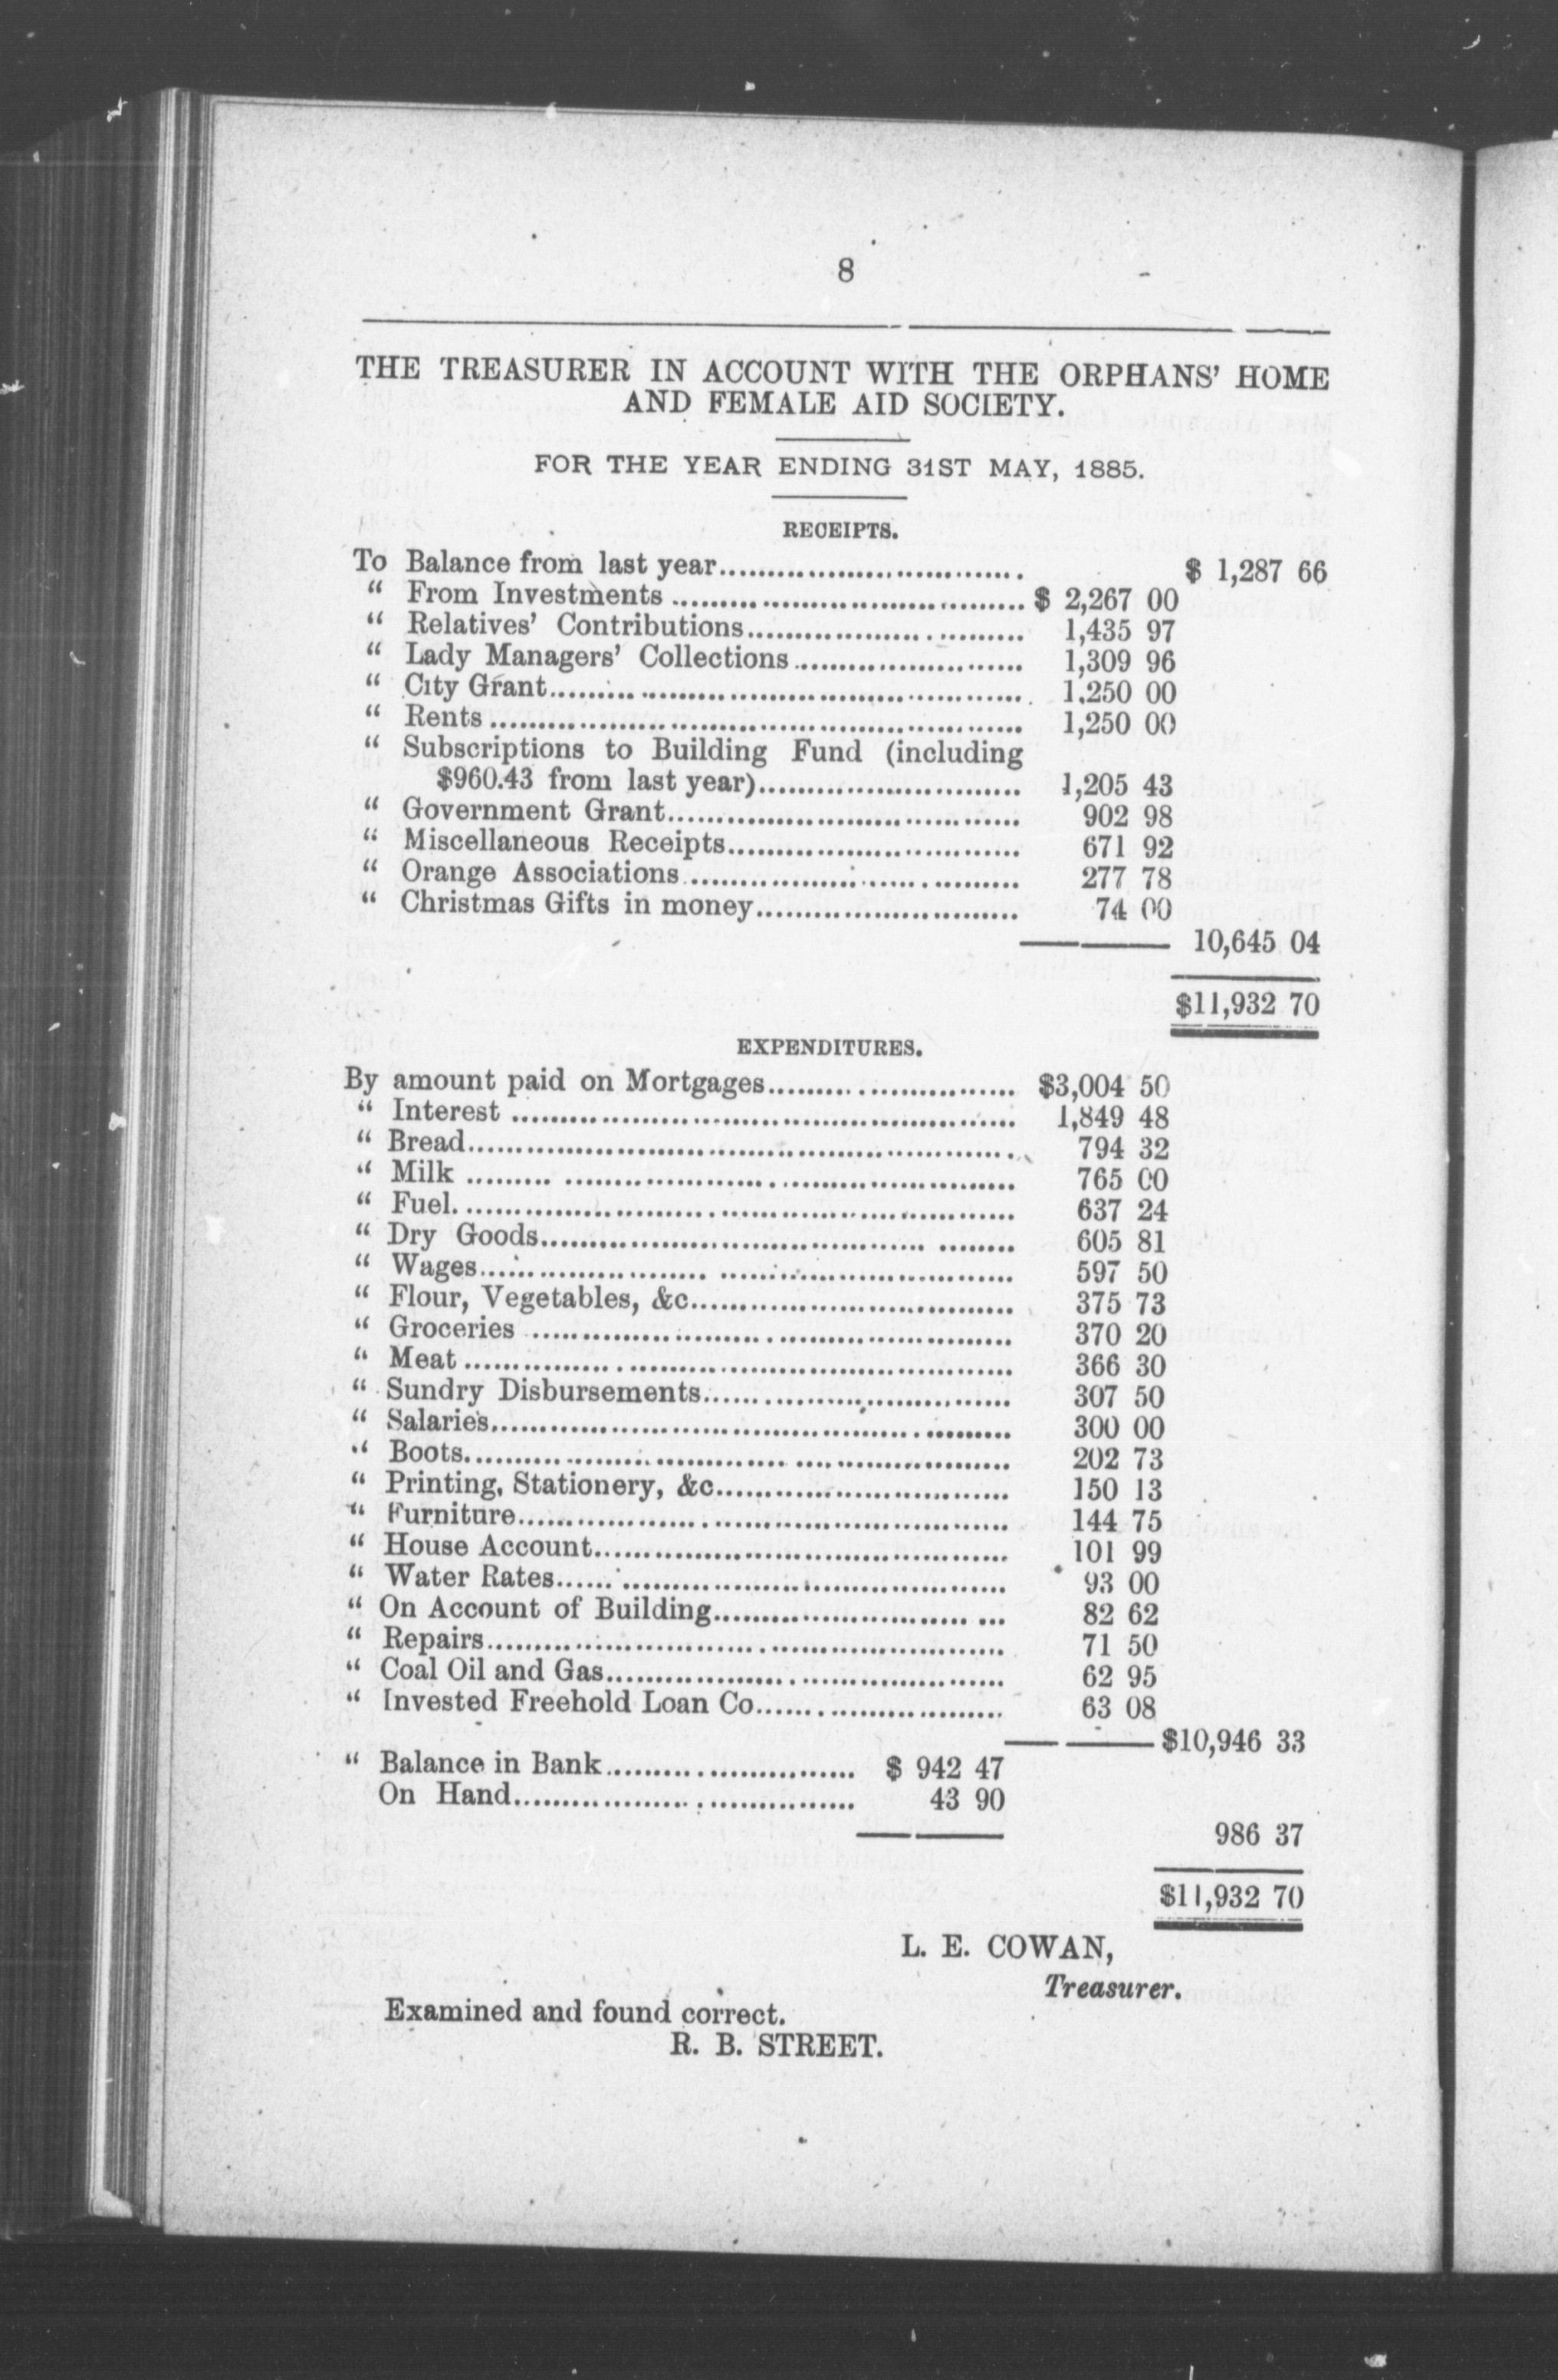 8
THE TREASURER IN ACCOUNT WITH THE ORPHANS' HOME
AND FEMALE AID SOCIETY.
FOR THE YEAR ENDING 31ST MAY, 1885.
RECEIPTS.
To Balance from last year.............................. $ 1,287 66
" From Investments .................................... $ 2,267 00
" Relatives' Contributions............................ 1,435 97
" Lady Managers' Collections........................ 1,309 96
" City Grant................................................ 1,250 00
" Rents ...................................................... 1,250 00
" Subscriptions to Building Fund (including
$960.43 from last year)........................... 1,205 43
" Government Grant.................................... 902 98
" Miscellaneous Receipts.............................. 671 92
" Orange Associations.................................. 277 78
" Christmas Gifts in money........................... 74 00
10,645 04
$11,932 70
EXPENDITURES.
By amount paid on Mortgages.......................... $3,004 50
" Interest .................................................... 1,849 48
" Bread........................................................ 794 32
" Milk ........................................................ 765 00
" Fuel.......................................................... 637 24
" Dry Goods................................................ 605 81
" Wages...................................................... 597 50
" Flour, Vegetables, &c................................. 375 73
" Groceries ................................................. 370 20
" Meat ........................................................ 366 30
" Sundry Disbursements............................... 307 50
" Salaries..................................................... 300 00
" Boots........................................................ 202 73
" Printing, Stationery, &c.............................. 150 13
" Furniture.................................................. 144 75
" House Account.......................................... 101 99
" Water Rates.............................................. 93 00
" On Account of Building.............................. 82 62
" Repairs..................................................... 71 50
" Coal Oil and Gas........................................ 62 95
" Invested Freehold Loan Co......................... 63 08
$10,946 33
" Balance in Bank.......................... $ 942 47
On Hand................................... 43 90
986 37
$11,932 70
L. E. COWAN,
Treasurer.
Examined and found correct.
R. B. STREET.